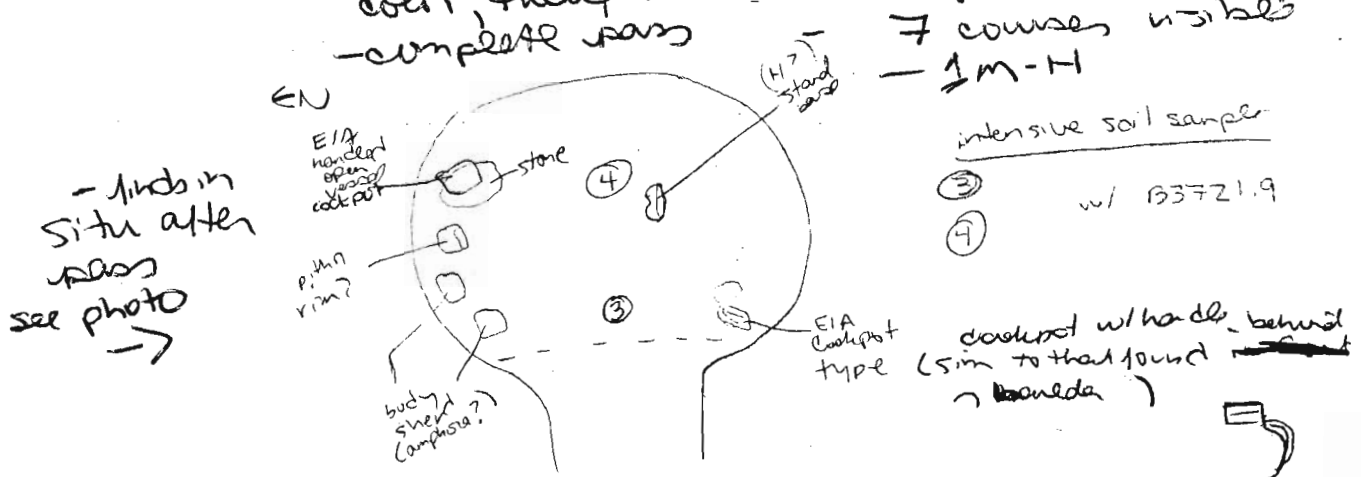 -complete pass
- 7 courses visible
- 1m-H
EN
(H?)
stand
base
E/A
handled
open
vessel
cookpot
stone
④
intensive soil sample
③
④
w/ B3721.9
- finds in
situ after
pass
see photo
→
pithos
rim?
③
E/A
cookpot
type
cookpot w/handle behind
(sim to that found
boulder )
body
sherd
(amphora?)